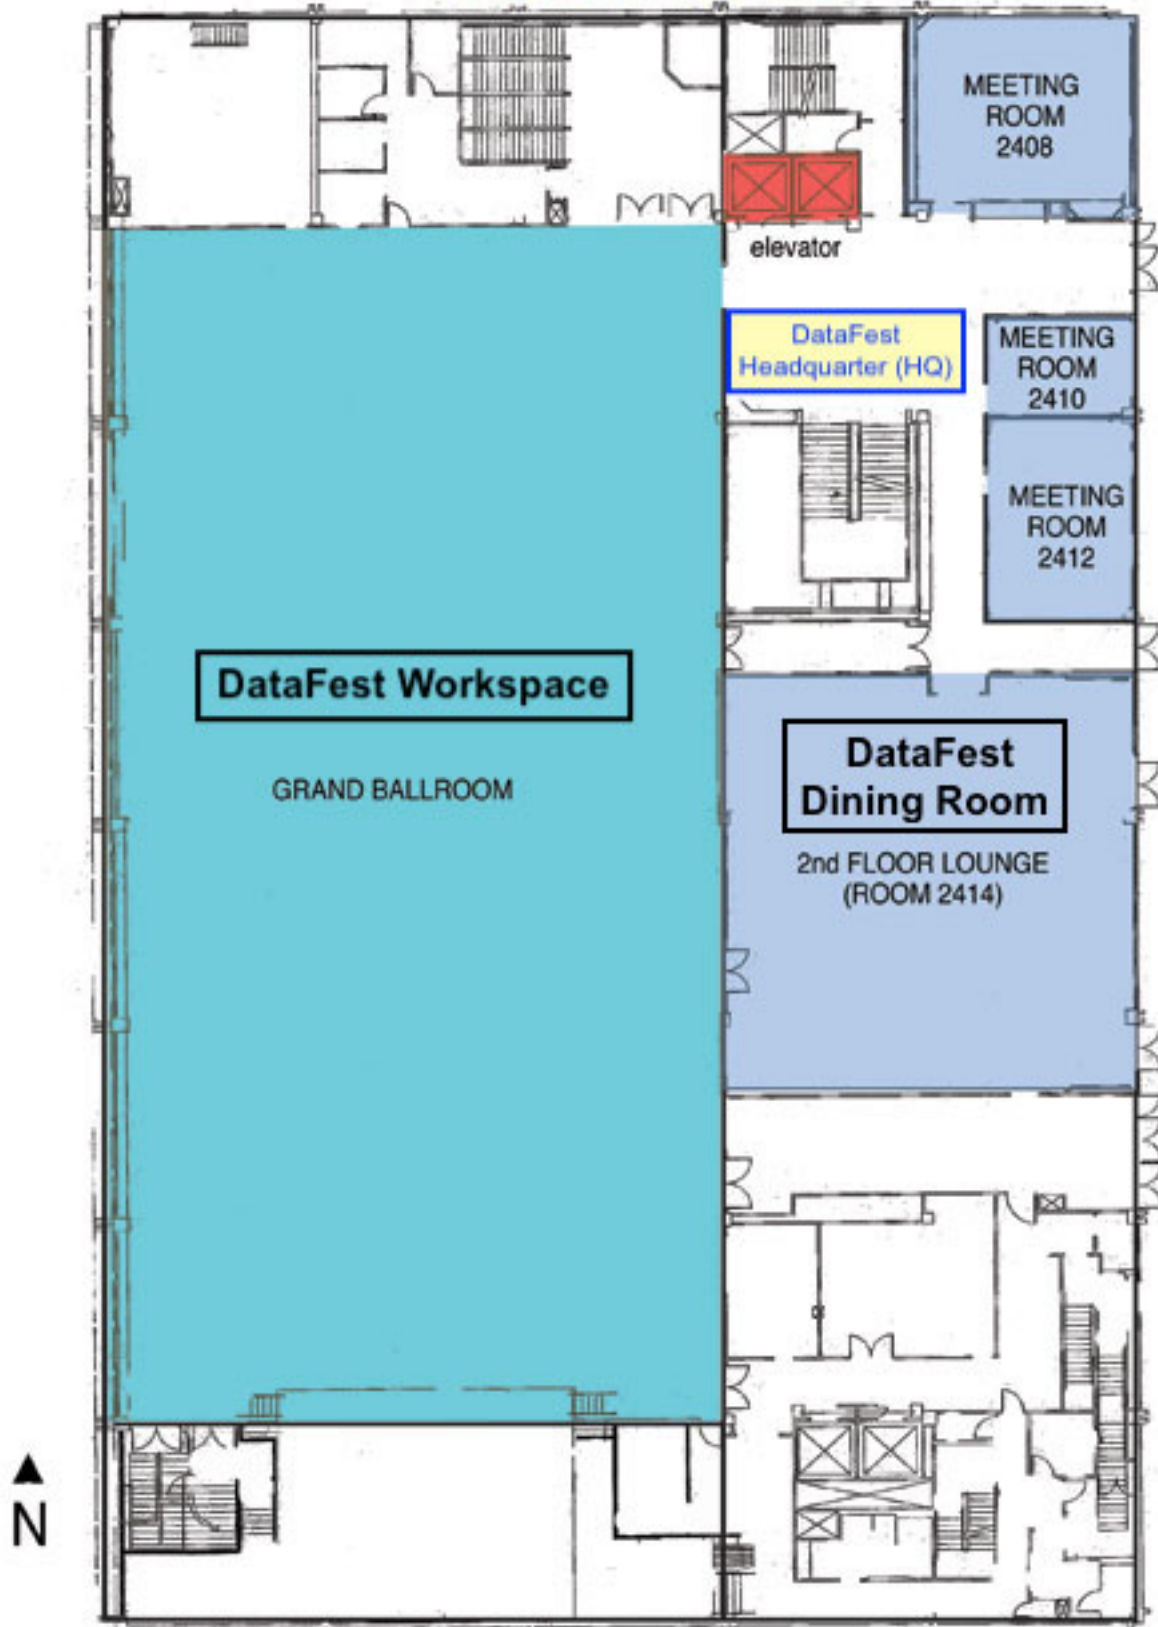 MEETING
ROOM
2408
elevator
DataFest
Headquarter (HQ)
MEETING
ROOM
2410
MEETING
ROOM
2412
DataFest Workspace
GRAND BALLROOM
DataFest
Dining Room
2nd FLOOR LOUNGE
(ROOM 2414)
N